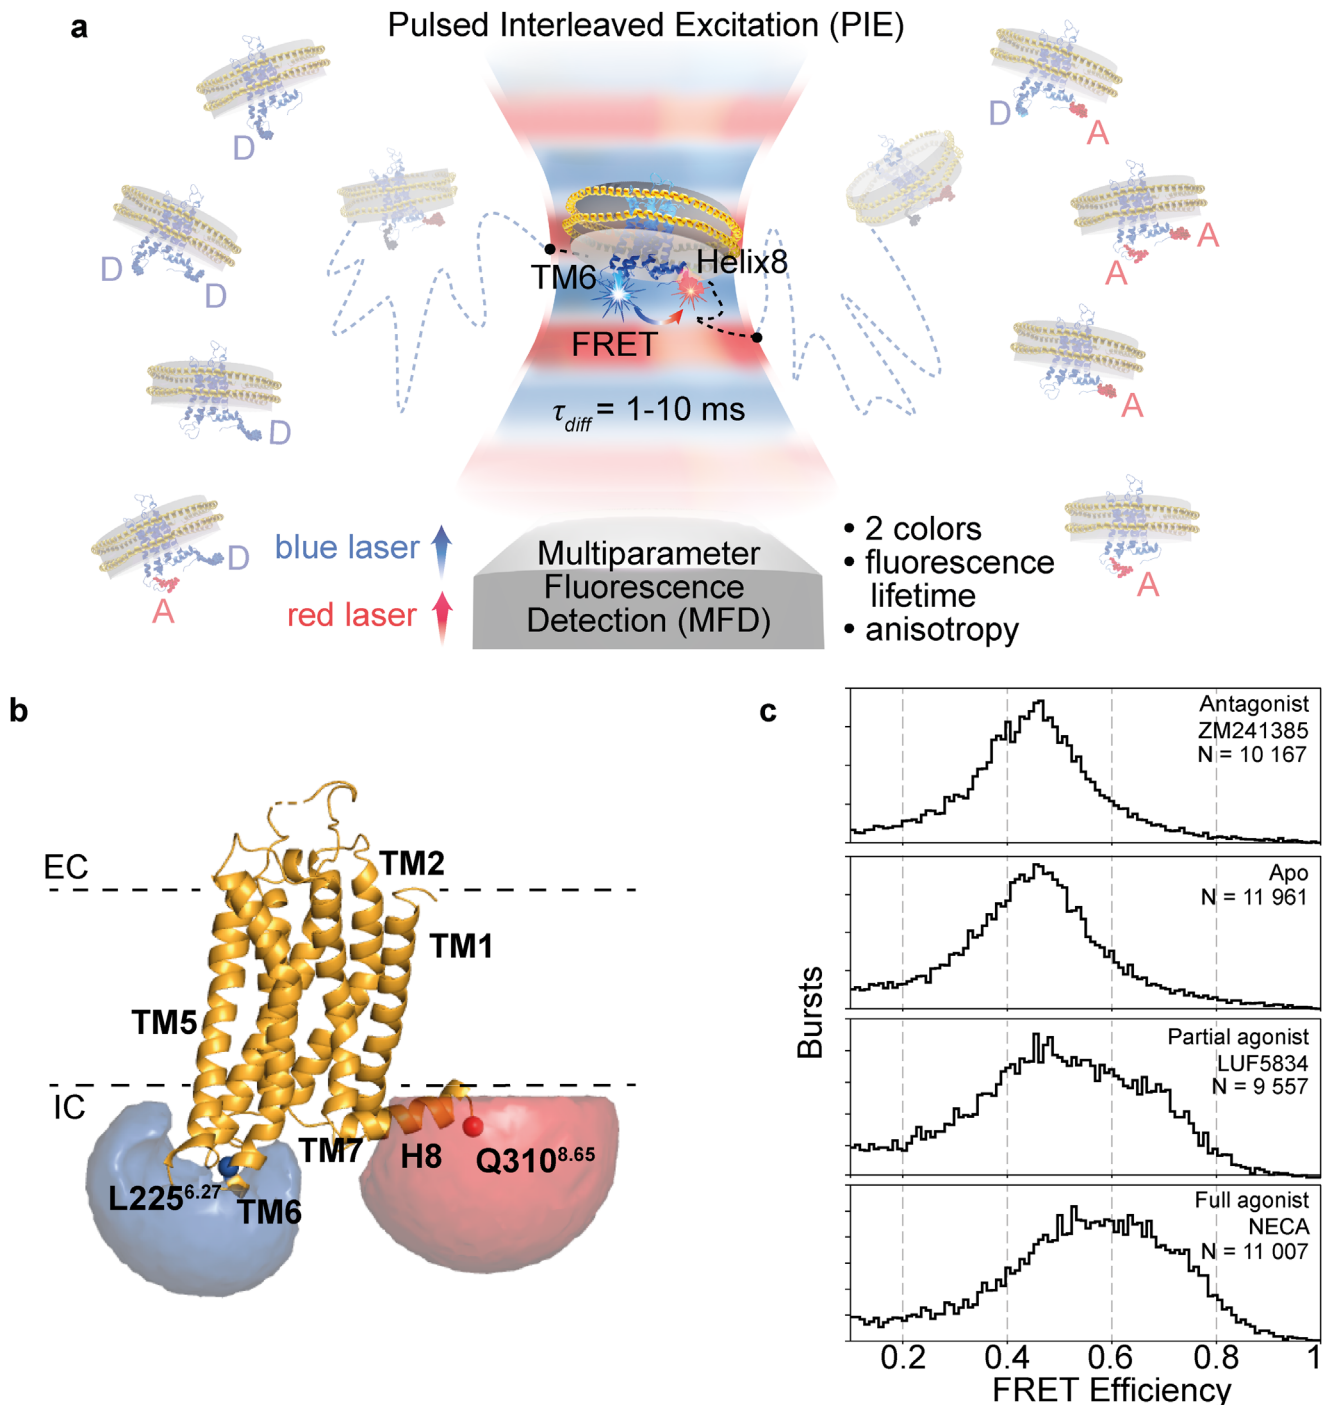 a
Pulsed Interleaved Excitation (PIE)
D
D
A
D
D
A
A
TM6
Helix8
FRET
τdiff = 1-10 ms
D
A
D
A
blue laser
red laser
Multiparameter
Fluorescence
Detection (MFD)
• 2 colors
• fluorescence
lifetime
• anisotropy
A
b
EC
TM2
TM1
TM5
IC
TM7
H8
Q3108.65
L2256.27
TM6
c
Antagonist
ZM241385
N = 10 167
Apo
N = 11 961
Partial agonist
LUF5834
N = 9 557
Full agonist
NECA
N = 11 007
Bursts
0.2
0.4
0.6
0.8
1
FRET Efficiency